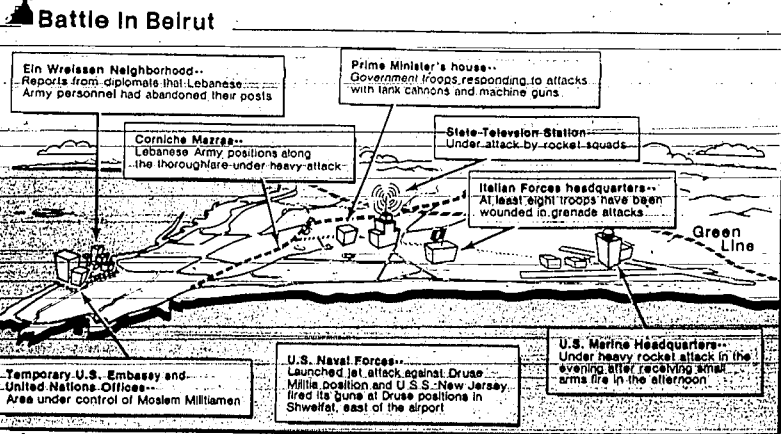 Battle in Beirut
Ein Wreissen Neighborhood--
Reports from diplomats that Lebanese
Army personnel had abandoned their posts
Prime Minister's house--
Government troops responding to attacks
with tank cannons and machine guns
Corniche Mazraa--
Lebanese Army positions along
the thoroughfare under heavy attack
State Television Station--
Under attack by rocket squads
Italian Forces headquarters--
At least eight troops have been
wounded in grenade attacks
Green
Line
Temporary U.S. Embassy and
United Nations Offices--
Area under control of Moslem Militiamen
U.S. Naval Forces--
Launched jet attack against Druse
Militia position and U.S.S. New Jersey
fired its guns at Druse positions in
Shweifat, east of the airport
U.S. Marine Headquarters--
Under heavy rocket attack in the
evening after receiving small
arms fire in the afternoon